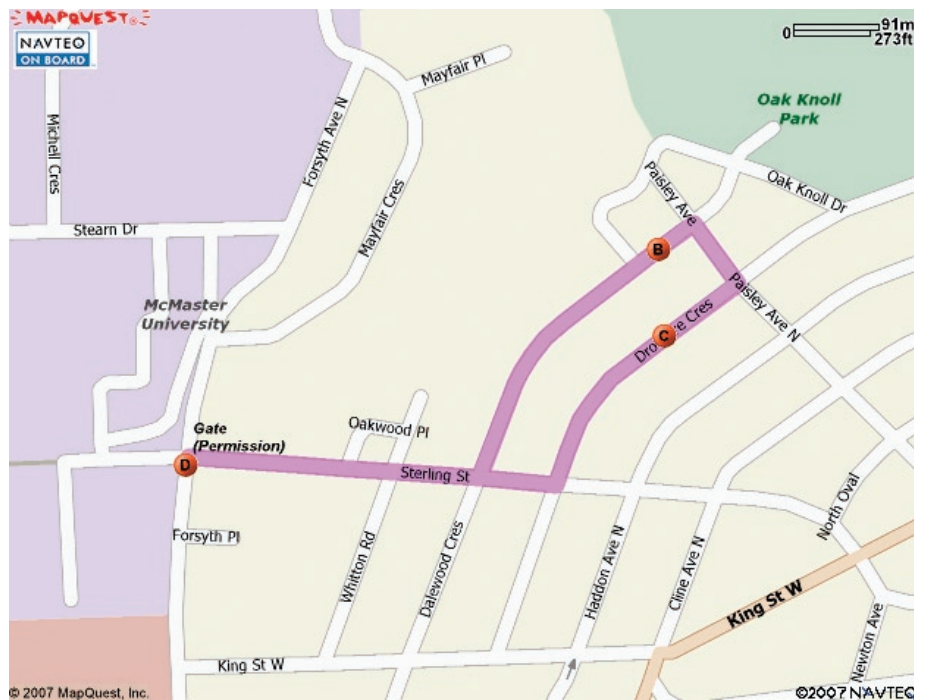 MAPQUEST
NAVTEQ
ON BOARD
0
91m
273ft
Michell Cres
Forsyth Ave N
Mayfair Pl
Mayfair Cres
Oak Knoll
Park
Paisley Ave
Oak Knoll Dr
Stearn Dr
B
McMaster
University
Paisley Ave N
C
Gate
(Permission)
Oakwood Pl
D
Sterling St
Forsyth Pl
Whitton Rd
Dalewood Cres
Haddon Ave N
Cline Ave N
North Oval
King St W
King St W
Newton Ave
© 2007 MapQuest, Inc.
©2007 NAVTEQ
Cres